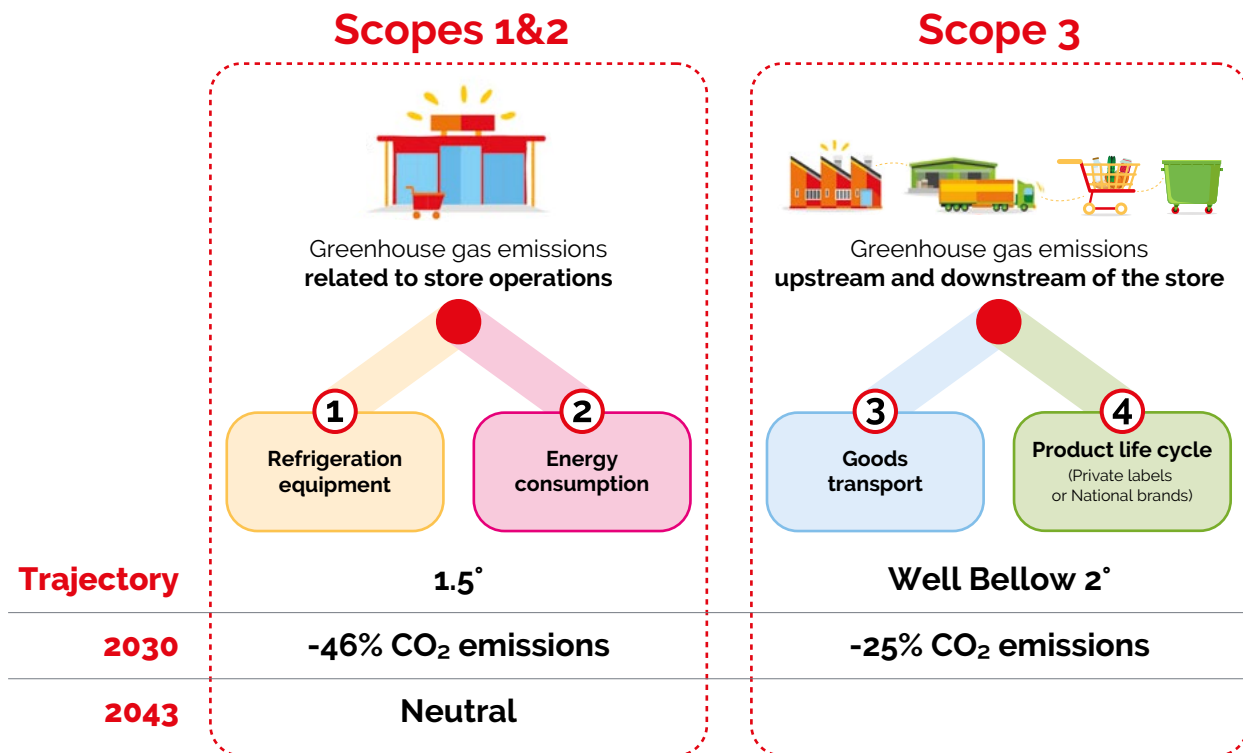 Scopes 1&2
Scope 3
Greenhouse gas emissions
related to store operations
Greenhouse gas emissions
upstream and downstream of the store
1
2
3
4
Refrigeration
equipment
Energy
consumption
Goods
transport
Product life cycle
(Private labels
or National brands)
Trajectory
1.5°
Well Bellow 2°
2030
-46% CO₂ emissions
-25% CO₂ emissions
2043
Neutral